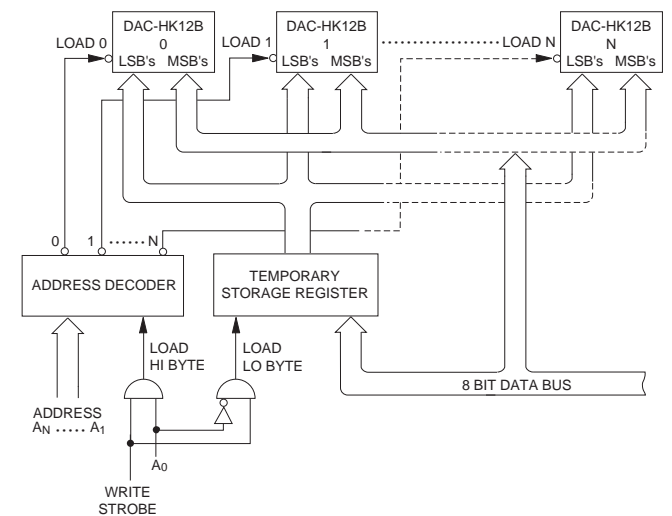 DAC-HK12B
0
LSB's MSB's
LOAD 0
DAC-HK12B
1
LSB's MSB's
LOAD 1
DAC-HK12B
N
LSB's MSB's
LOAD N
0 1 ...... N
ADDRESS DECODER
TEMPORARY
STORAGE REGISTER
LOAD
HI BYTE
LOAD
LO BYTE
8 BIT DATA BUS
ADDRESS
AN ..... A1
A0
WRITE
STROBE